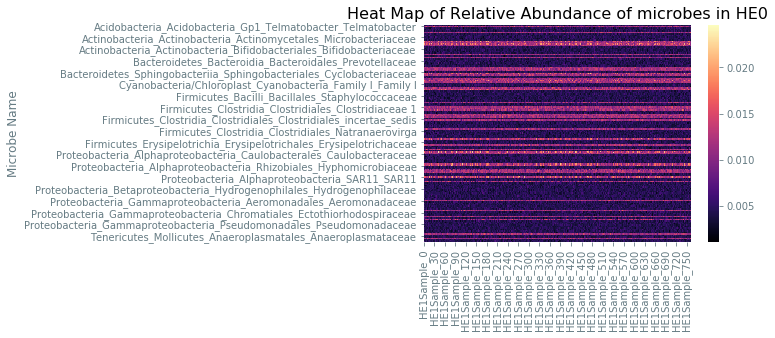 Heat Map of Relative Abundance of microbes in HE0
Microbe Name
Acidobacteria_Acidobacteria_Gp1_Telmatobacter_Telmatobacter
Actinobacteria_Actinobacteria_Actinomycetales_Microbacteriaceae
Actinobacteria_Actinobacteria_Bifidobacteriales_Bifidobacteriaceae
Bacteroidetes_Bacteroidia_Bacteroidales_Prevotellaceae
Bacteroidetes_Sphingobacteriia_Sphingobacteriales_Cyclobacteriaceae
Cyanobacteria/Chloroplast_Cyanobacteria_Family I_Family I
Firmicutes_Bacilli_Bacillales_Staphylococcaceae
Firmicutes_Clostridia_Clostridiales_Clostridiaceae 1
Firmicutes_Clostridia_Clostridiales_Clostridiales_incertae_sedis
Firmicutes_Clostridia_Clostridiales_Natranaerovirga
Firmicutes_Erysipelotrichia_Erysipelotrichales_Erysipelotrichaceae
Proteobacteria_Alphaproteobacteria_Caulobacterales_Caulobacteraceae
Proteobacteria_Alphaproteobacteria_Rhizobiales_Hyphomicrobiaceae
Proteobacteria_Alphaproteobacteria_SAR11_SAR11
Proteobacteria_Betaproteobacteria_Hydrogenophilales_Hydrogenophilaceae
Proteobacteria_Gammaproteobacteria_Aeromonadales_Aeromonadaceae
Proteobacteria_Gammaproteobacteria_Chromatiales_Ectothiorhodospiraceae
Proteobacteria_Gammaproteobacteria_Pseudomonadales_Pseudomonadaceae
Tenericutes_Mollicutes_Anaeroplasmatales_Anaeroplasmataceae
HE1Sample_0
HE1Sample_30
HE1Sample_60
HE1Sample_90
HE1Sample_120
HE1Sample_150
HE1Sample_180
HE1Sample_210
HE1Sample_240
HE1Sample_270
HE1Sample_300
HE1Sample_330
HE1Sample_360
HE1Sample_390
HE1Sample_420
HE1Sample_450
HE1Sample_480
HE1Sample_510
HE1Sample_540
HE1Sample_570
HE1Sample_600
HE1Sample_630
HE1Sample_660
HE1Sample_690
HE1Sample_720
HE1Sample_750
0.020
0.015
0.010
0.005